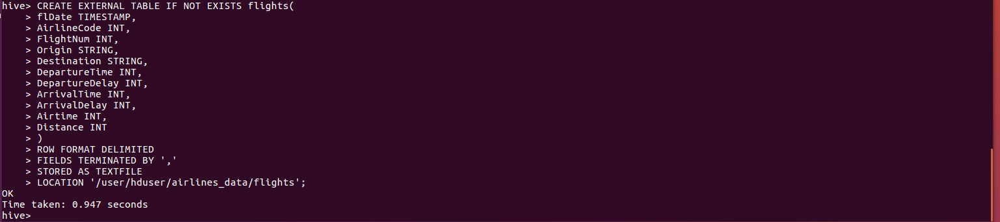 hive> CREATE EXTERNAL TABLE IF NOT EXISTS flights(
    > flDate TIMESTAMP,
    > AirlineCode INT,
    > FlightNum INT,
    > Origin STRING,
    > Destination STRING,
    > DepartureTime INT,
    > DepartureDelay INT,
    > ArrivalTime INT,
    > ArrivalDelay INT,
    > Airtime INT,
    > Distance INT
    > )
    > ROW FORMAT DELIMITED
    > FIELDS TERMINATED BY ','
    > STORED AS TEXTFILE
    > LOCATION '/user/hduser/airlines_data/flights';
OK
Time taken: 0.947 seconds
hive>